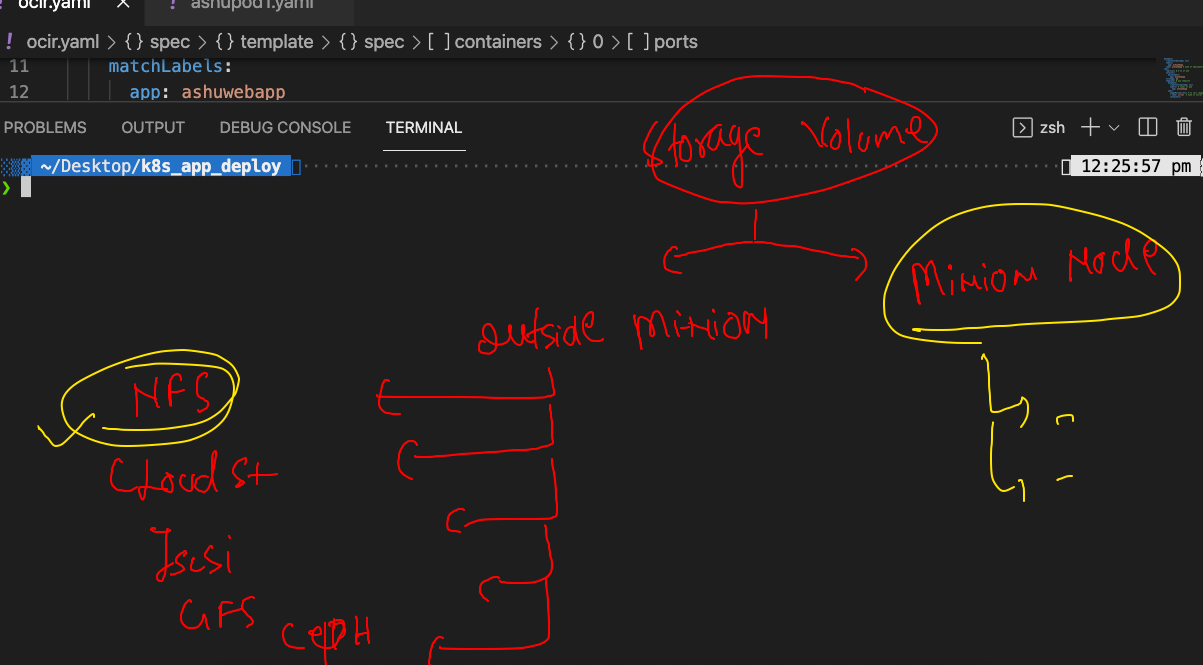 ocir.yaml ashupod1.yaml
! ocir.yaml > {} spec > {} template > {} spec > [ ] containers > {} 0 > [ ] ports
11 matchLabels:
12 app: ashuwebapp
PROBLEMS OUTPUT DEBUG CONSOLE TERMINAL zsh
~/Desktop/k8s_app_deploy 12:25:57 pm
Storage Volume
Minion Node
outside Minion
NFS
Cloud St
Iscsi
GFS
CepH